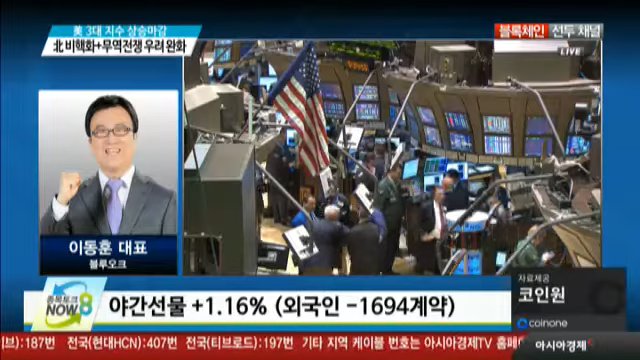 美 3대 지수 상승마감
北 비핵화+무역전쟁 우려 완화
블록체인 선두 채널
LIVE
이동훈 대표
블루오크
종목토크
NOW 8
야간선물 +1.16% (외국인 -1694계약)
자료제공
코인원
coinone
브):187번 전국(현대HCN):407번 전국(티브로드):197번 기타 지역 케이블 번호는 아시아경제TV 홈페
아시아경제